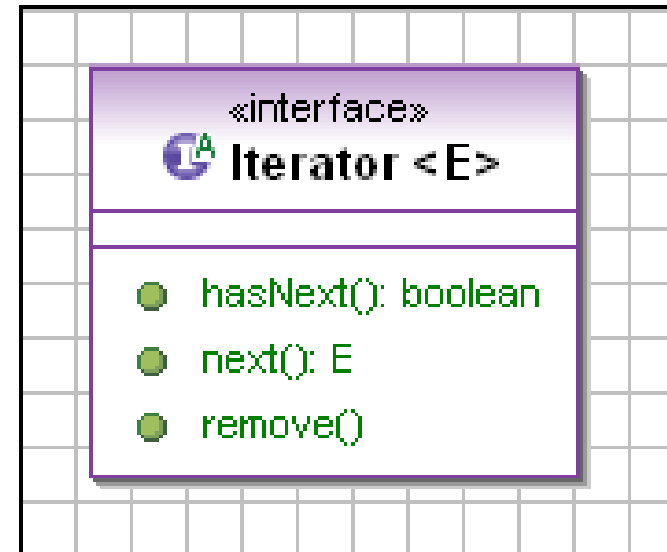 «interface»
Iterator <E>
hasNext(): boolean
next(): E
remove()